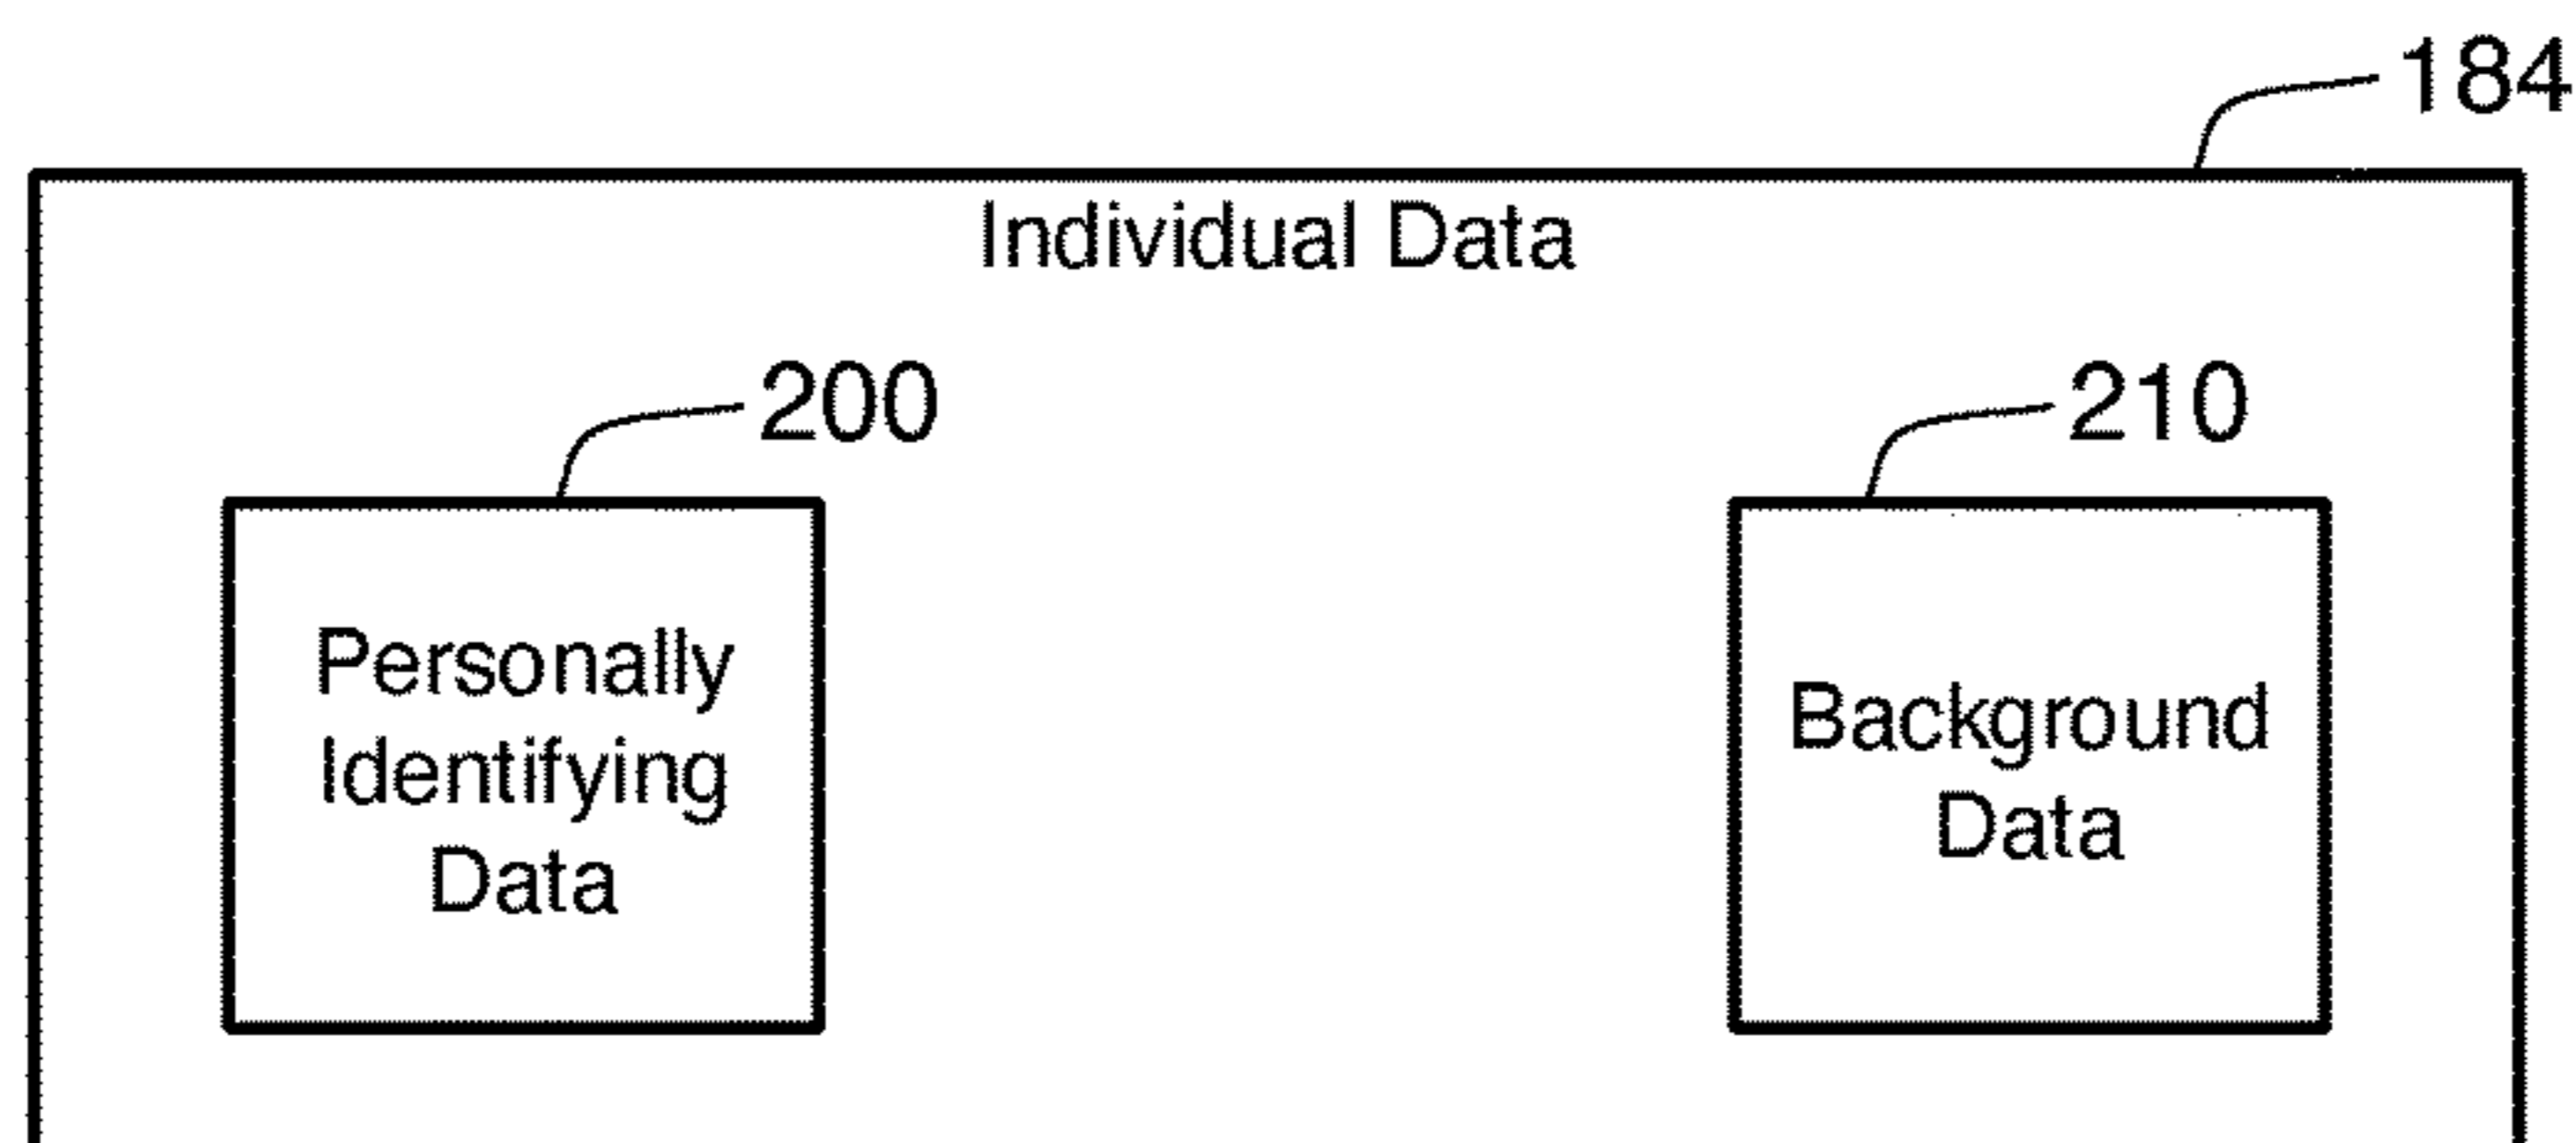 184
Individual Data
200
210
Personally
Identifying
Data
Background
Data